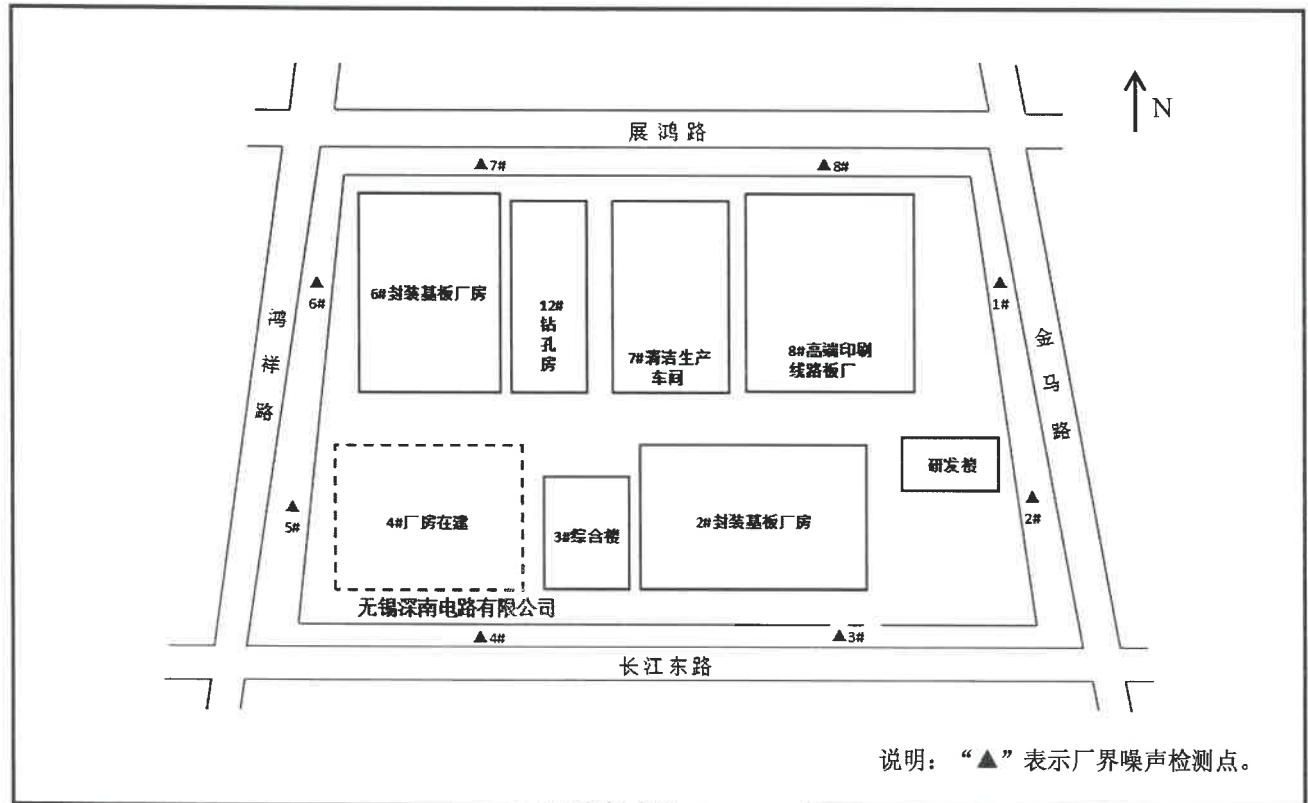 N
展鸿路
▲7#
▲8#
6#封装基板厂房
12#
钻
孔
房
7#清洁生产
车间
8#高端印刷
线路板厂
▲
6#
▲
1#
鸿
祥
路
金
马
路
研发楼
▲
5#
4#厂房在建
3#综合楼
2#封装基板厂房
▲
2#
无锡深南电路有限公司
▲4#
▲3#
长江东路
说明：“▲”表示厂界噪声检测点。